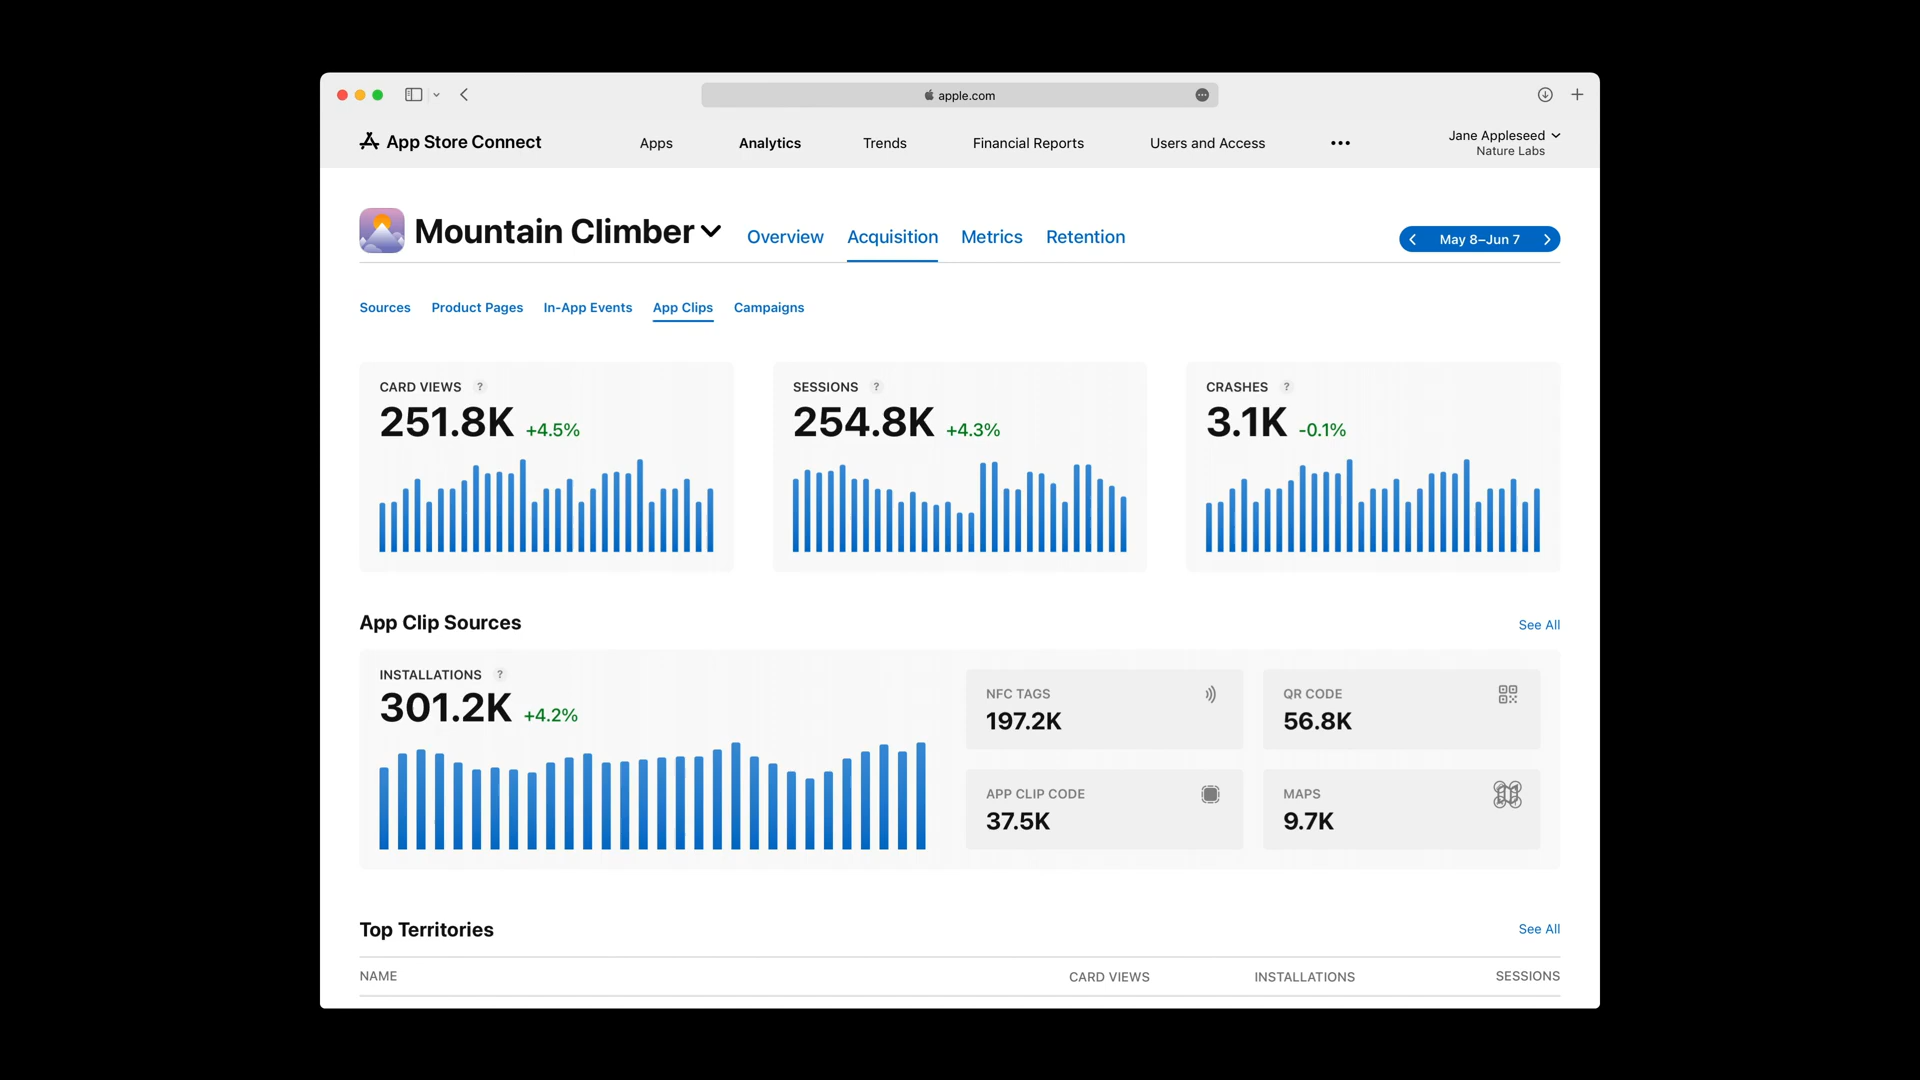 apple.com
App Store Connect
Apps
Analytics
Trends
Financial Reports
Users and Access
•••
Jane Appleseed
Nature Labs
Mountain Climber
Overview
Acquisition
Metrics
Retention
May 8–Jun 7
Sources
Product Pages
In-App Events
App Clips
Campaigns
CARD VIEWS ?
251.8K +4.5%
SESSIONS ?
254.8K +4.3%
CRASHES ?
3.1K -0.1%
App Clip Sources
See All
INSTALLATIONS ?
301.2K +4.2%
NFC TAGS
197.2K
QR CODE
56.8K
APP CLIP CODE
37.5K
MAPS
9.7K
Top Territories
See All
NAME
CARD VIEWS
INSTALLATIONS
SESSIONS